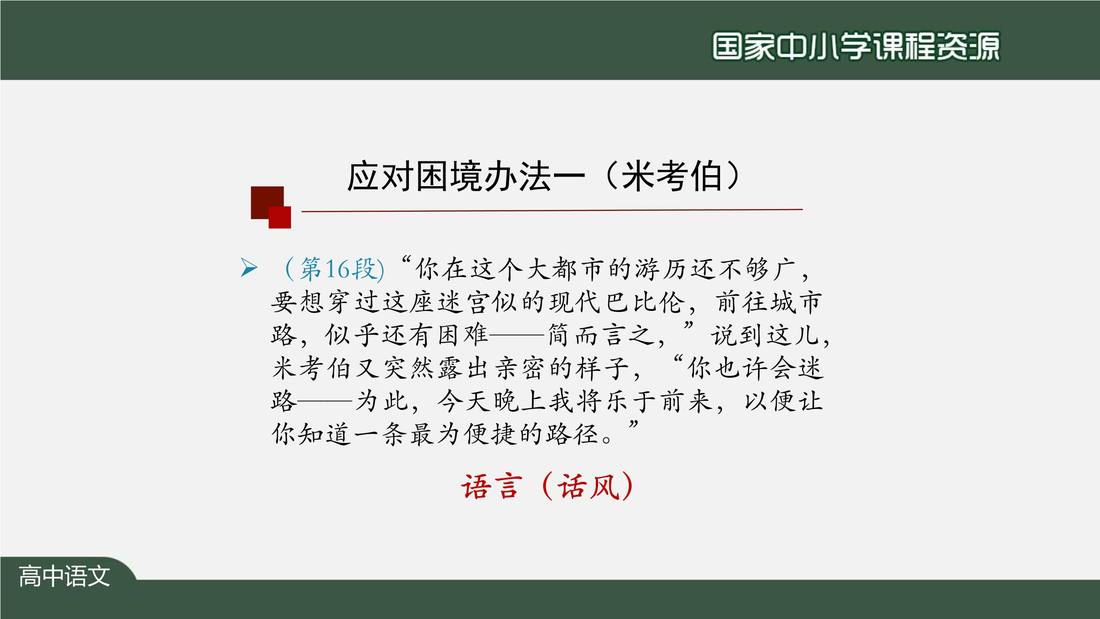 国家中小学课程资源
应对困境办法一（米考伯）
➢ （第16段)“你在这个大都市的游历还不够广，
要想穿过这座迷宫似的现代巴比伦，前往城市
路，似乎还有困难——简而言之，”说到这儿，
米考伯又突然露出亲密的样子，“你也许会迷
路——为此，今天晚上我将乐于前来，以便让
你知道一条最为便捷的路径。”
语言（话风）
高中语文